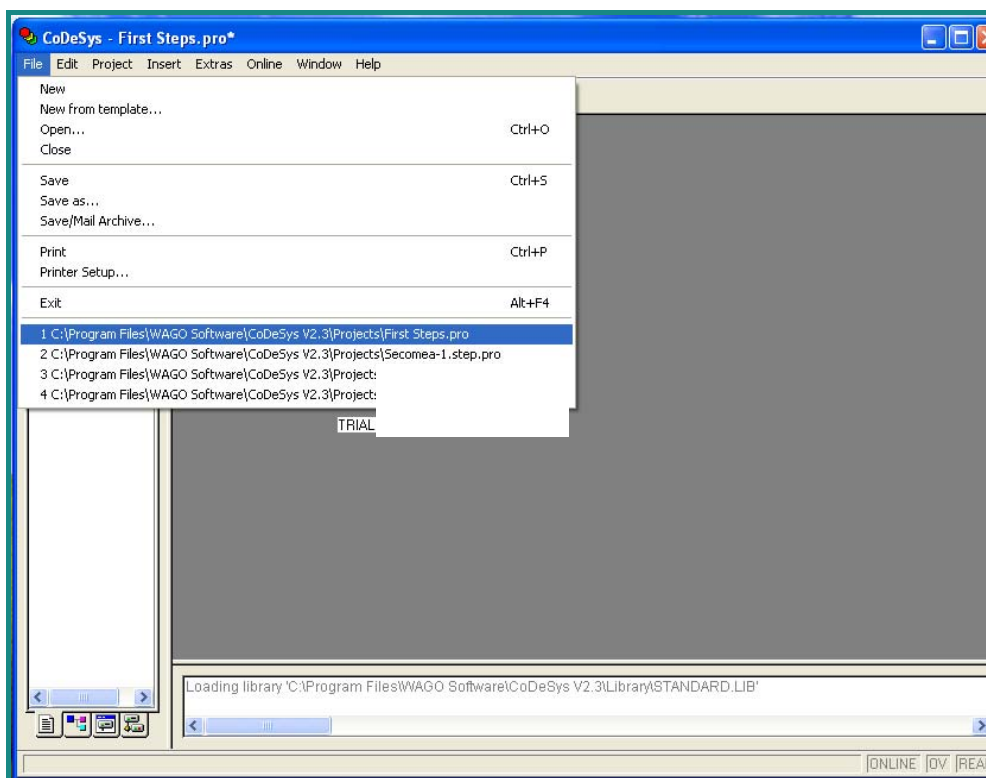 CoDeSys - First Steps.pro*
File Edit Project Insert Extras Online Window Help
New
New from template...
Open... Ctrl+O
Close
Save Ctrl+S
Save as...
Save/Mail Archive...
Print Ctrl+P
Printer Setup...
Exit Alt+F4
1 C:\Program Files\WAGO Software\CoDeSys V2.3\Projects\First Steps.pro
2 C:\Program Files\WAGO Software\CoDeSys V2.3\Projects\Secomea-1.step.pro
3 C:\Program Files\WAGO Software\CoDeSys V2.3\Project
4 C:\Program Files\WAGO Software\CoDeSys V2.3\Project
TRIAL
Loading library 'C:\Program Files\WAGO Software\CoDeSys V2.3\Library\STANDARD.LIB'
ONLINE OV REA